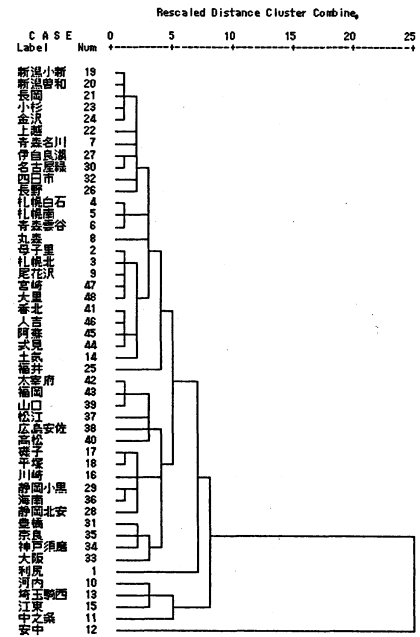 Rescaled Distance Cluster Combine
C A S E 0 5 10 15 20 25
Label Num
新潟小新 19
新潟曽和 20
長岡 21
小杉 23
金沢 24
上越 22
青森名川 7
伊自良湖 27
名古屋緑 30
四日市 32
長野 26
札幌白石 4
札幌南 5
青森雲谷 6
丸森 8
母子里 2
札幌北 3
尾花沢 9
宮崎 47
大里 48
香北 41
人吉 46
阿蘇 45
式見 44
土気 14
福井 25
太宰府 42
福岡 43
山口 39
松江 37
広島安佐 38
高松 40
磯子 17
平塚 18
川崎 16
静岡小黒 29
海南 36
静岡北安 28
豊橋 31
奈良 35
神戸須磨 34
大阪 33
利尻 1
河内 10
埼玉騎西 13
江東 15
中之条 11
安中 12